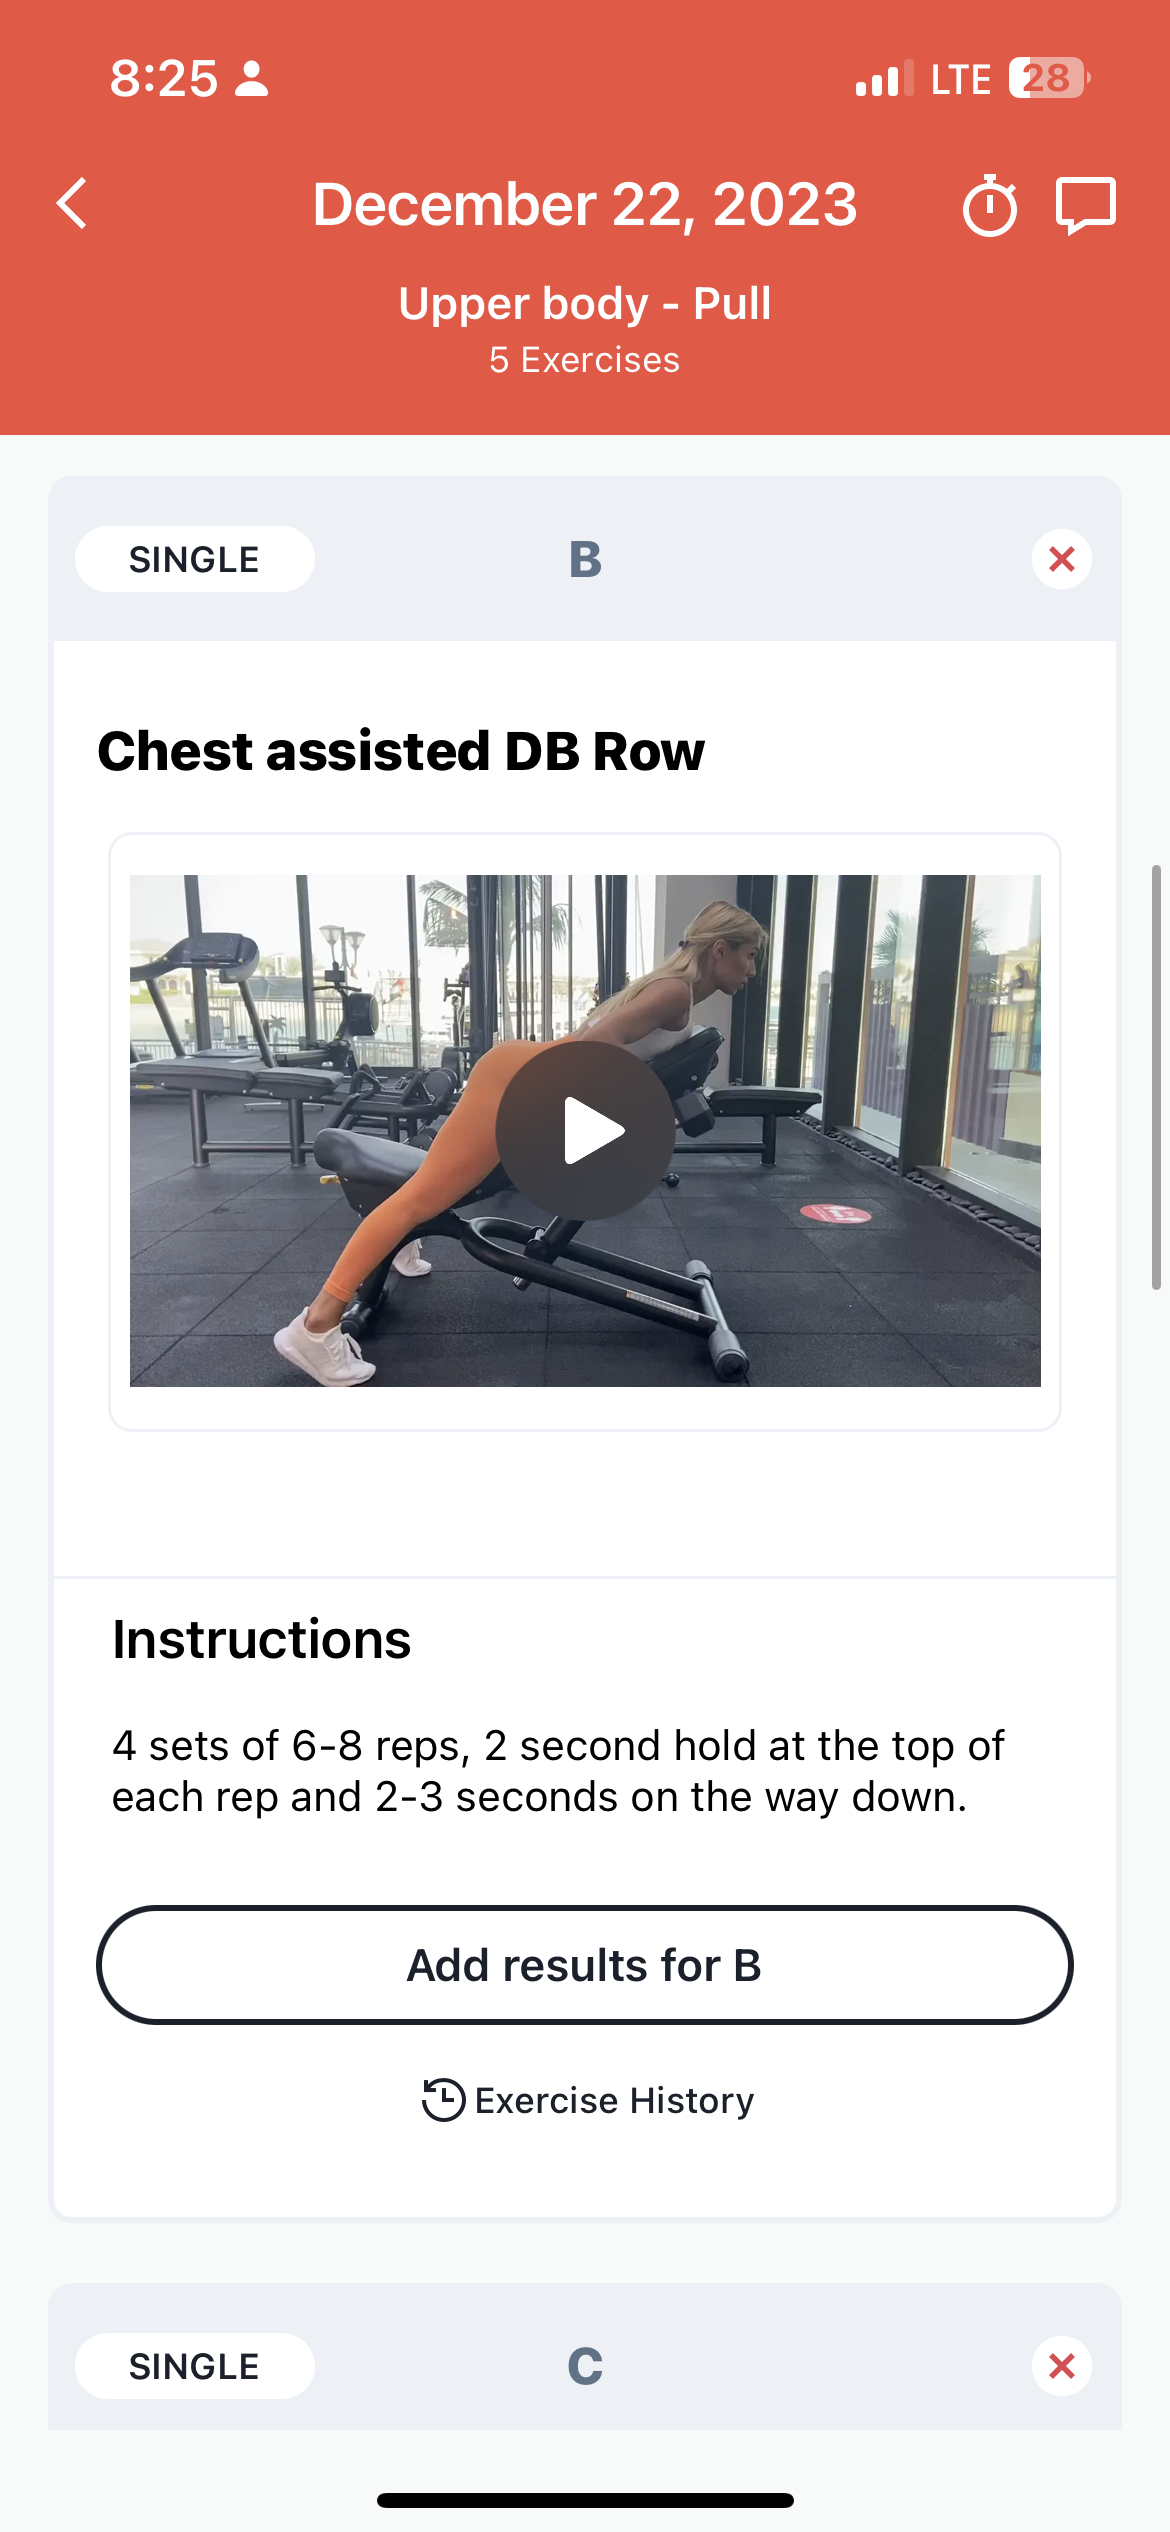 8:25
LTE 28
December 22, 2023
Upper body - Pull
5 Exercises
SINGLE
B
Chest assisted DB Row
Instructions
4 sets of 6-8 reps, 2 second hold at the top of
each rep and 2-3 seconds on the way down.
Add results for B
Exercise History
SINGLE
C